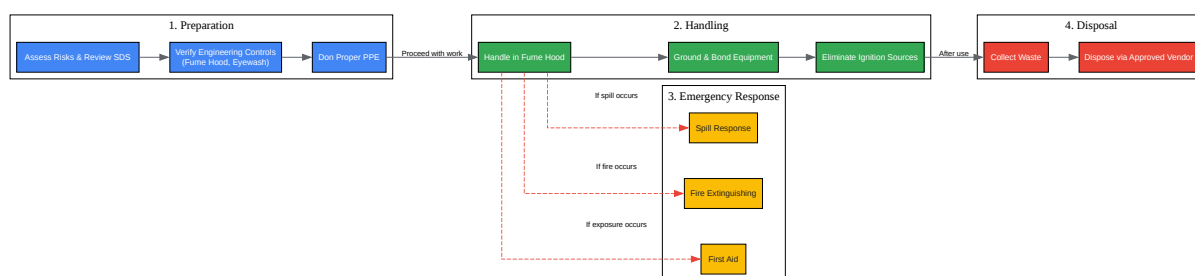 1. Preparation
Assess Risks & Review SDS
Verify Engineering Controls
(Fume Hood, Eyewash)
Don Proper PPE
Proceed with work
2. Handling
Handle in Fume Hood
Ground & Bond Equipment
Eliminate Ignition Sources
After use
4. Disposal
Collect Waste
Dispose via Approved Vendor
3. Emergency Response
If spill occurs
Spill Response
If fire occurs
Fire Extinguishing
If exposure occurs
First Aid